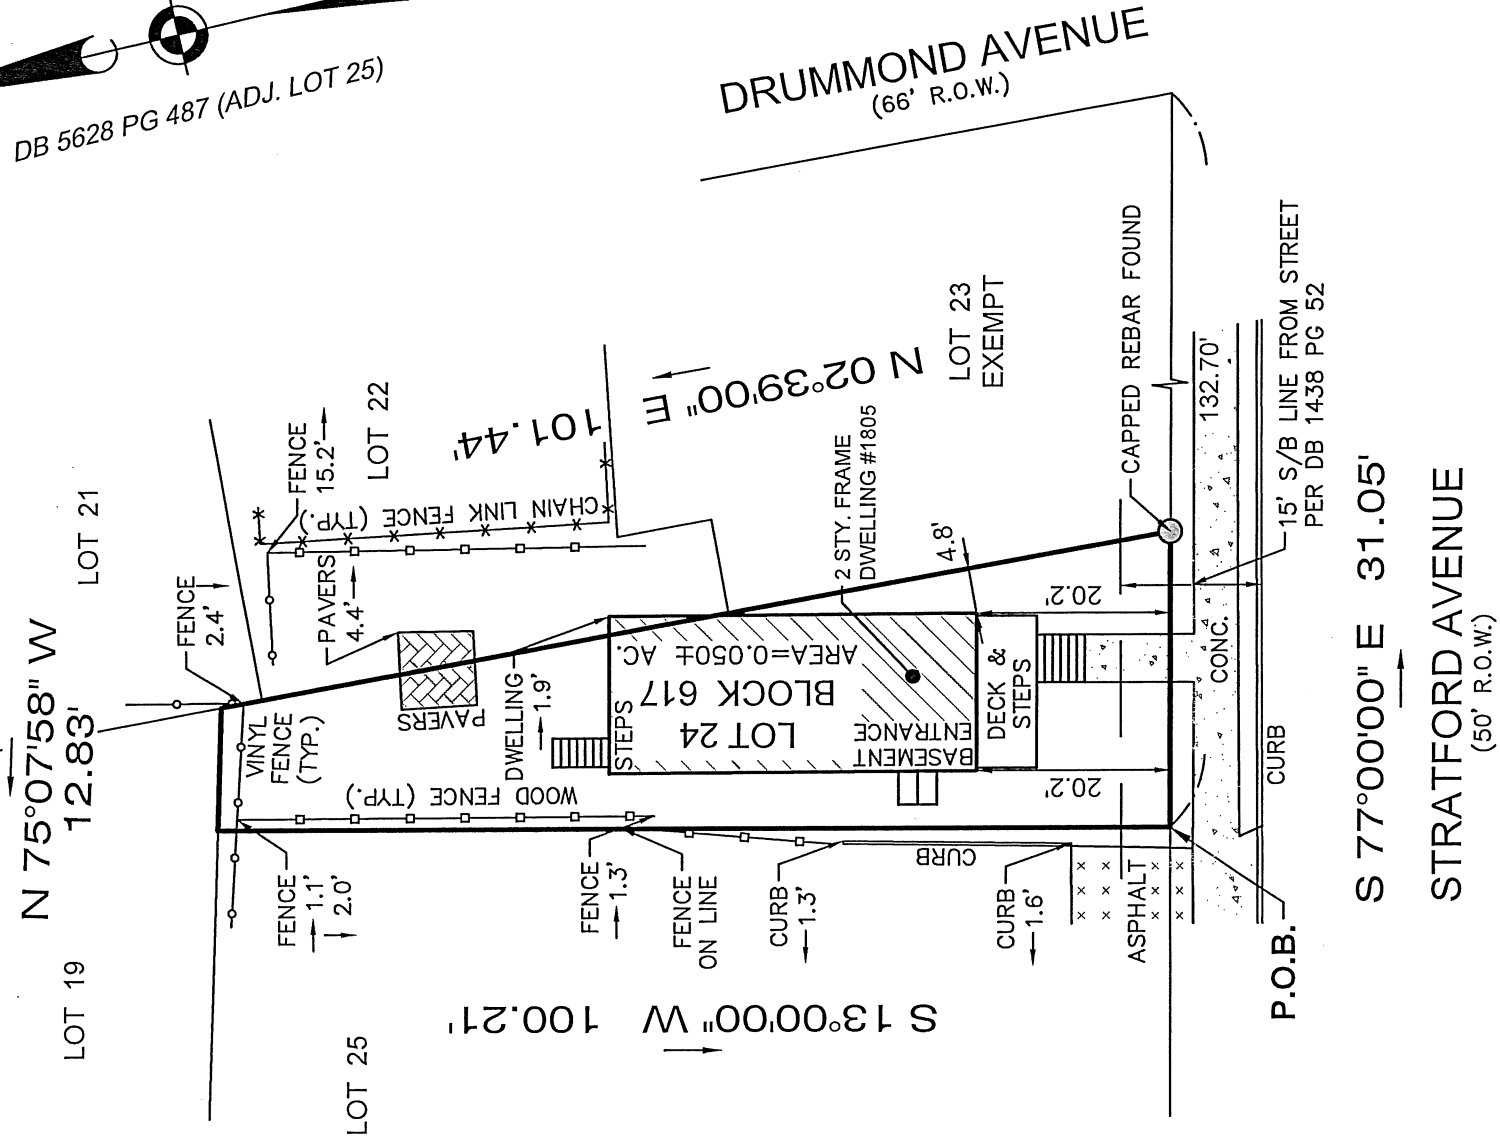 DB 5628 PG 487 (ADJ. LOT 25)
DRUMMOND AVENUE
(66' R.O.W.)
N 75°07'58" W
12.83'
LOT 19
LOT 21
LOT 22
LOT 23
EXEMPT
LOT 25
N 02°39'00" E 101.44'
S 13°00'00" W 100.21'
S 77°00'00" E 31.05'
STRATFORD AVENUE
(50' R.O.W.)
P.O.B.
FENCE
2.4'
FENCE
15.2'
CHAIN LINK FENCE (TYP.)
PAVERS
4.4'
PAVERS
VINYL
FENCE
(TYP.)
DWELLING
1.9'
WOOD FENCE (TYP.)
STEPS
LOT 24
BLOCK 617
AREA=0.050± AC.
BASEMENT
ENTRANCE
DECK &
STEPS
2 STY. FRAME
DWELLING #1805
4.8'
20.2'
20.2'
CAPPED REBAR FOUND
132.70'
15' S/B LINE FROM STREET
PER DB 1438 PG 52
CONC.
CURB
FENCE
1.1'
2.0'
FENCE
1.3'
FENCE
ON LINE
CURB
1.3'
CURB
CURB
1.6'
ASPHALT